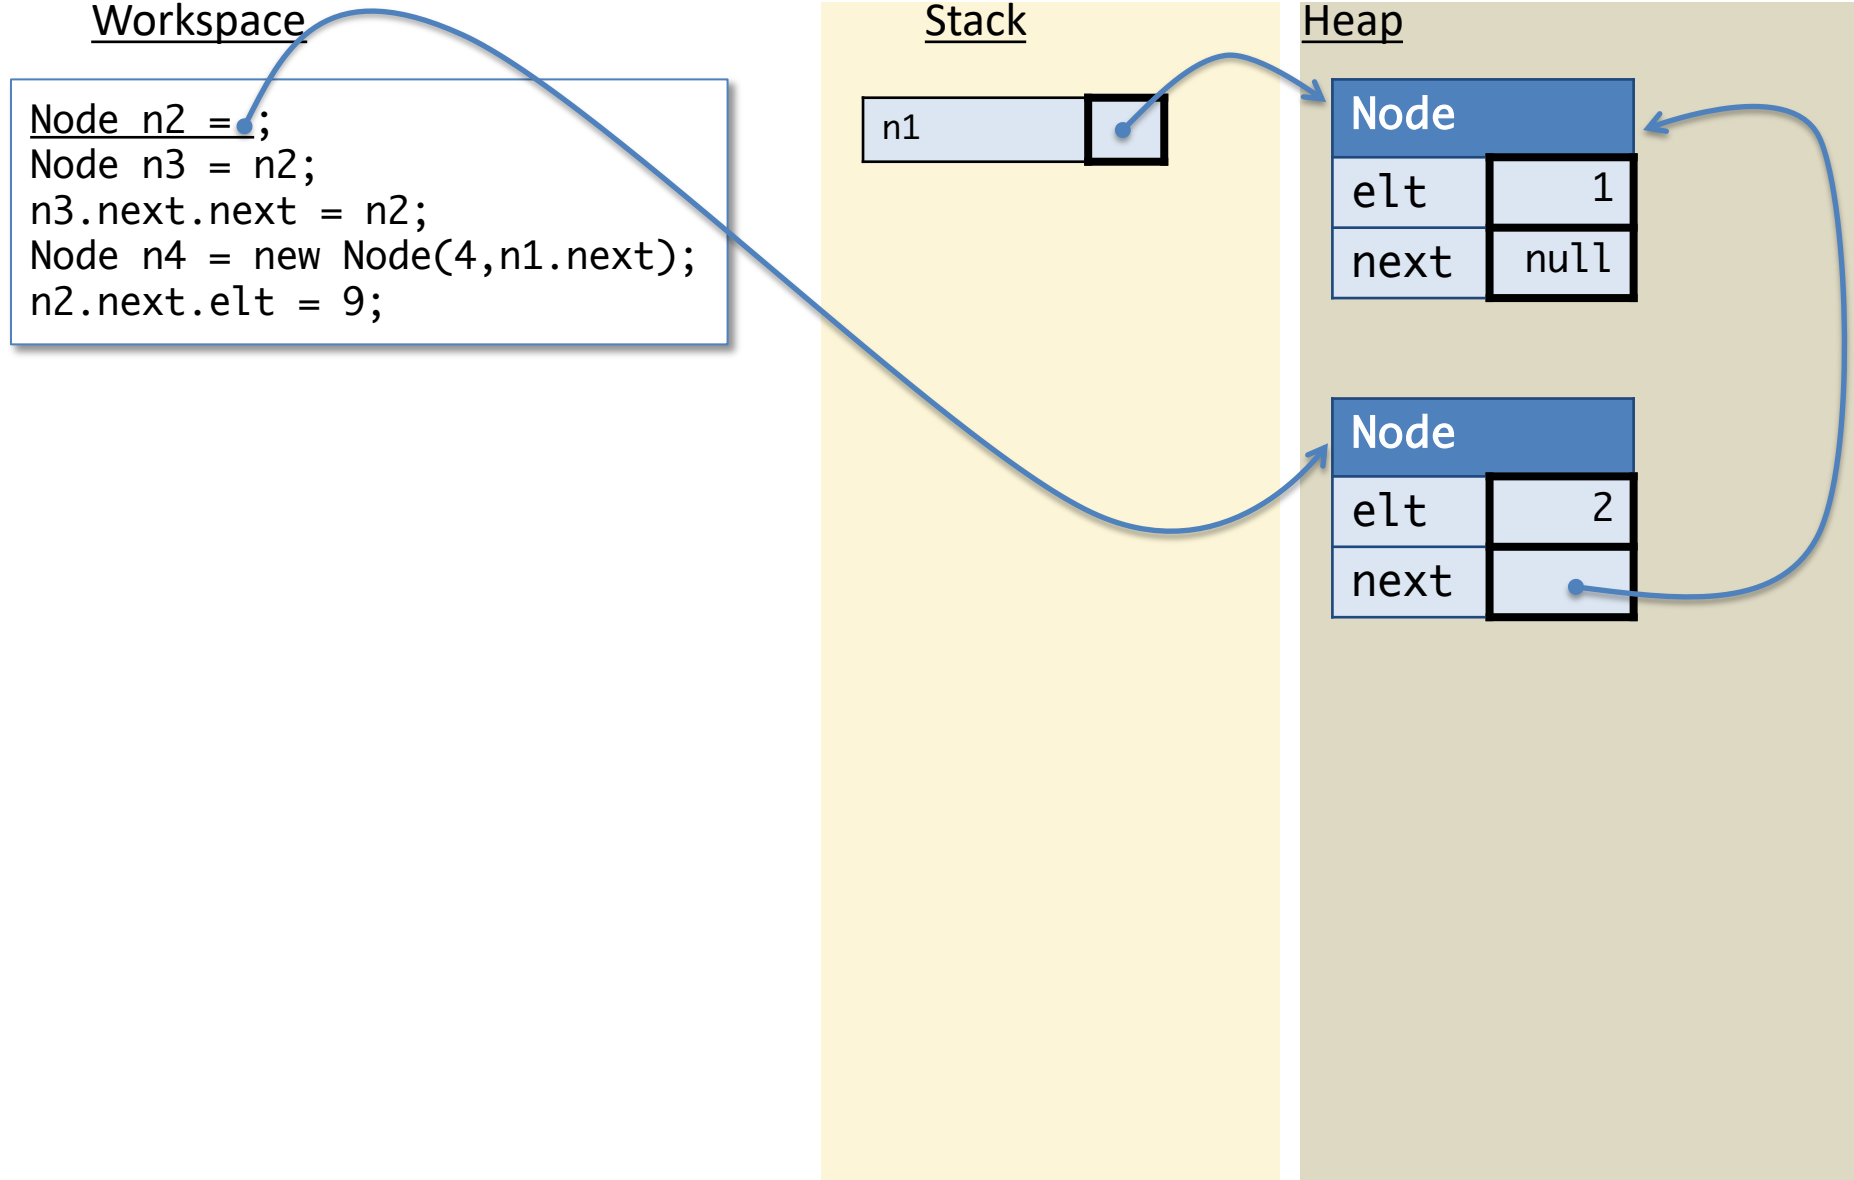 Workspace
Node n2 = ;
Node n3 = n2;
n3.next.next = n2;
Node n4 = new Node(4,n1.next);
n2.next.elt = 9;
Stack
n1
Heap
Node
elt 1
next null
Node
elt 2
next